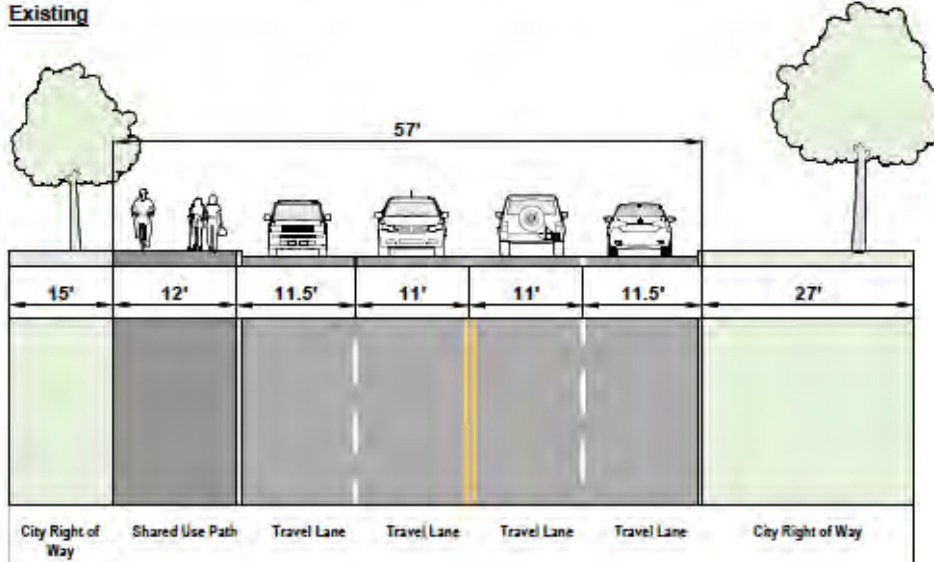 Existing
57'
15' 12' 11.5' 11' 11' 11.5' 27'
City Right of Way Shared Use Path Travel Lane Travel Lane Travel Lane Travel Lane City Right of Way